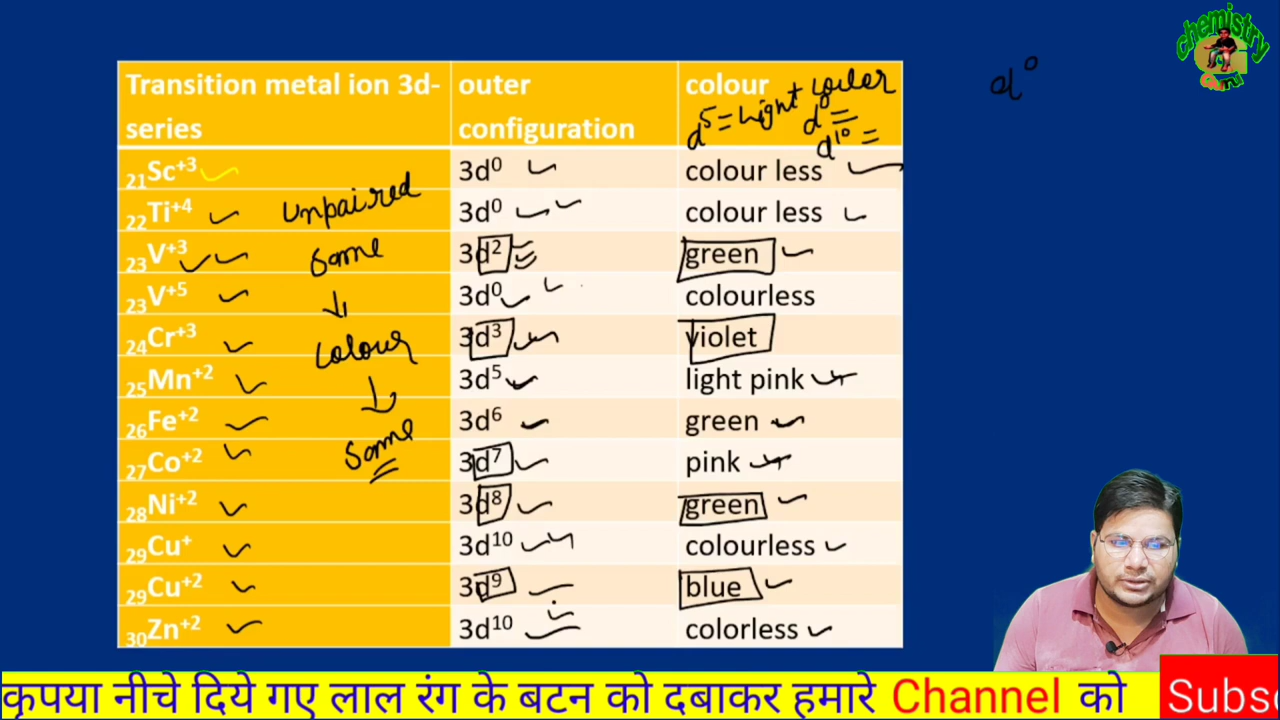 chemistry
Transition metal ion 3d-series outer configuration colour
d⁵ = light colour
d⁰ =
d¹⁰ =
d⁰
₂₁Sc⁺³ 3d⁰ colour less
₂₂Ti⁺⁴ 3d⁰ colour less
₂₃V⁺³ 3d² green
₂₃V⁺⁵ 3d⁰ colourless
₂₄Cr⁺³ 3d³ violet
₂₅Mn⁺² 3d⁵ light pink
₂₆Fe⁺² 3d⁶ green
₂₇Co⁺² 3d⁷ pink
₂₈Ni⁺² 3d⁸ green
₂₉Cu⁺ 3d¹⁰ colourless
₂₉Cu⁺² 3d⁹ blue
₃₀Zn⁺² 3d¹⁰ colorless
unpaired
Same
↓
colour
↓
Same
कृपया नीचे दिये गए लाल रंग के बटन को दबाकर हमारे Channel को Subs